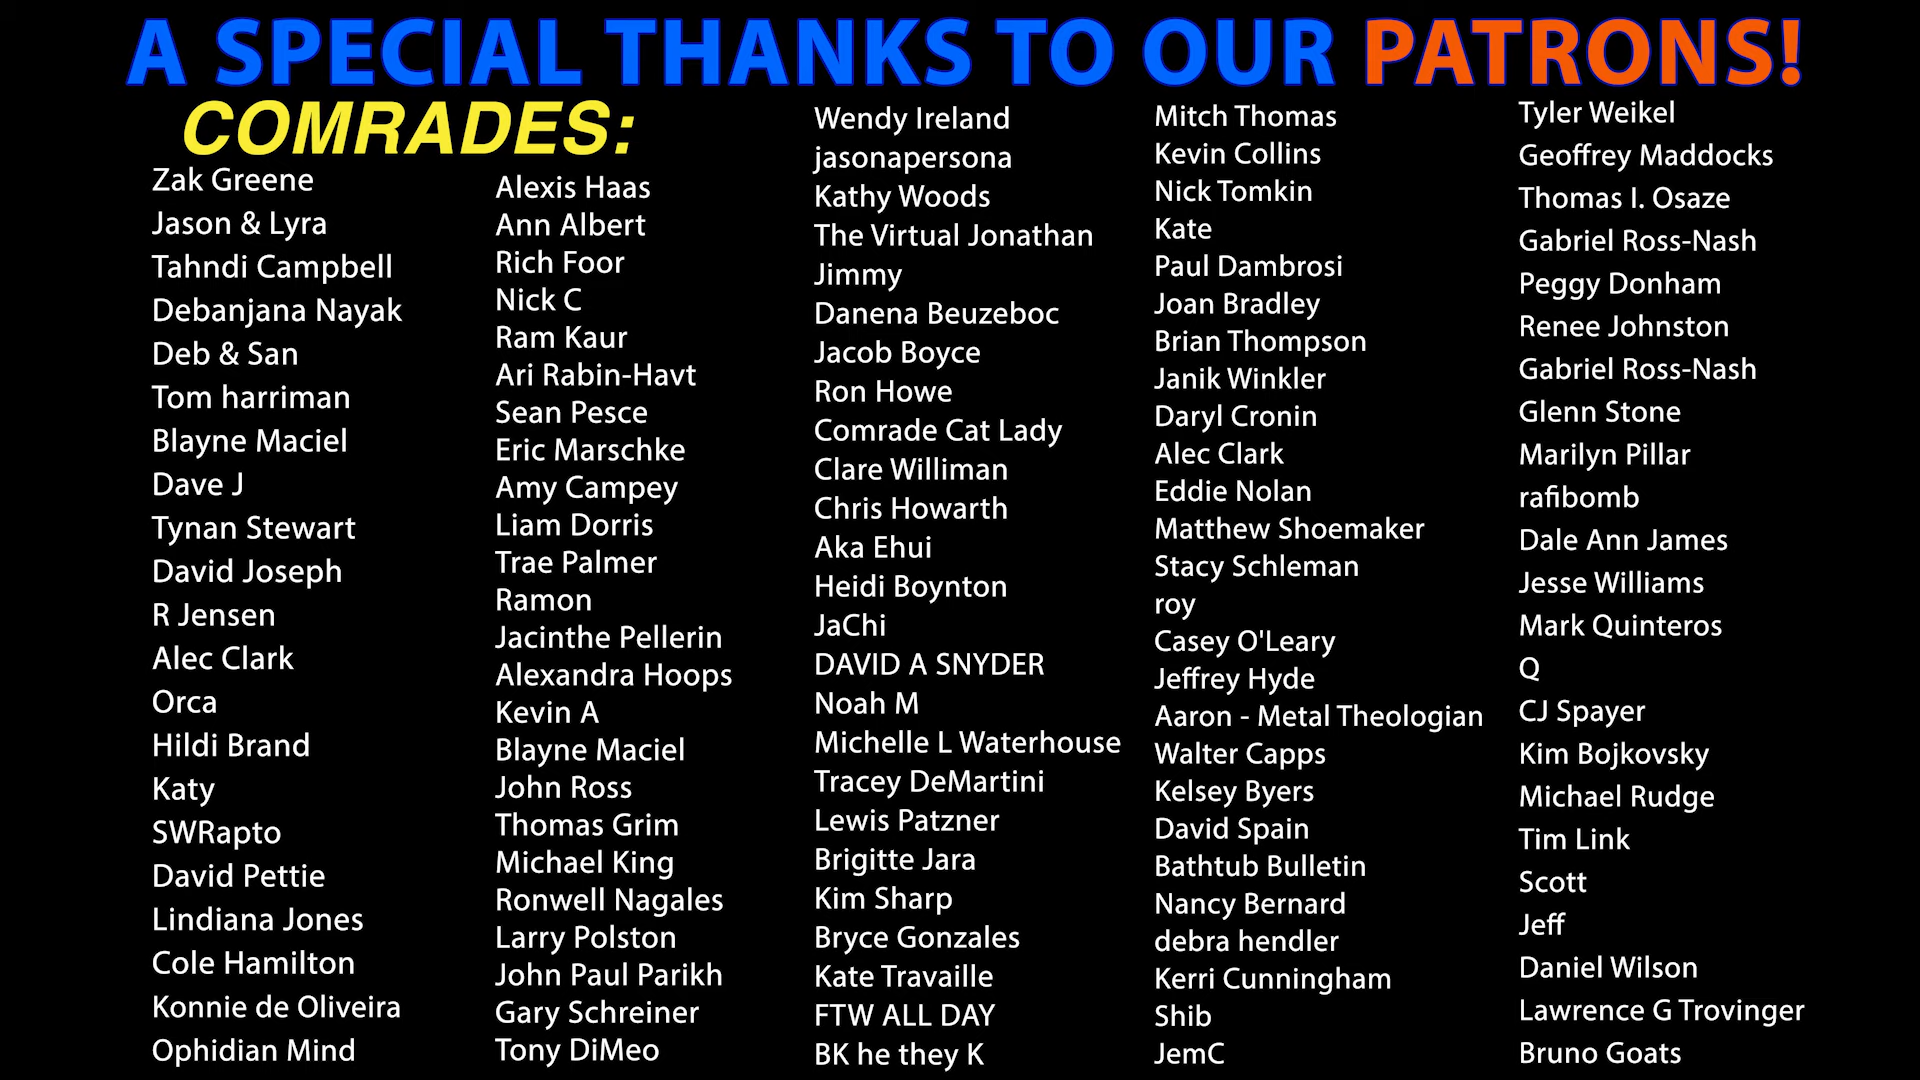 A SPECIAL THANKS TO OUR PATRONS!
COMRADES:
Zak Greene
Jason & Lyra
Tahndi Campbell
Debanjana Nayak
Deb & San
Tom harriman
Blayne Maciel
Dave J
Tynan Stewart
David Joseph
R Jensen
Alec Clark
Orca
Hildi Brand
Katy
SWRapto
David Pettie
Lindiana Jones
Cole Hamilton
Konnie de Oliveira
Ophidian Mind
Alexis Haas
Ann Albert
Rich Foor
Nick C
Ram Kaur
Ari Rabin-Havt
Sean Pesce
Eric Marschke
Amy Campey
Liam Dorris
Trae Palmer
Ramon
Jacinthe Pellerin
Alexandra Hoops
Kevin A
Blayne Maciel
John Ross
Thomas Grim
Michael King
Ronwell Nagales
Larry Polston
John Paul Parikh
Gary Schreiner
Tony DiMeo
Wendy Ireland
jasonapersona
Kathy Woods
The Virtual Jonathan
Jimmy
Danena Beuzeboc
Jacob Boyce
Ron Howe
Comrade Cat Lady
Clare Williman
Chris Howarth
Aka Ehui
Heidi Boynton
JaChi
DAVID A SNYDER
Noah M
Michelle L Waterhouse
Tracey DeMartini
Lewis Patzner
Brigitte Jara
Kim Sharp
Bryce Gonzales
Kate Travaille
FTW ALL DAY
BK he they K
Mitch Thomas
Kevin Collins
Nick Tomkin
Kate
Paul Dambrosi
Joan Bradley
Brian Thompson
Janik Winkler
Daryl Cronin
Alec Clark
Eddie Nolan
Matthew Shoemaker
Stacy Schleman
roy
Casey O'Leary
Jeffrey Hyde
Aaron - Metal Theologian
Walter Capps
Kelsey Byers
David Spain
Bathtub Bulletin
Nancy Bernard
debra hendler
Kerri Cunningham
Shib
JemC
Tyler Weikel
Geoffrey Maddocks
Thomas I. Osaze
Gabriel Ross-Nash
Peggy Donham
Renee Johnston
Gabriel Ross-Nash
Glenn Stone
Marilyn Pillar
rafibomb
Dale Ann James
Jesse Williams
Mark Quinteros
Q
CJ Spayer
Kim Bojkovsky
Michael Rudge
Tim Link
Scott
Jeff
Daniel Wilson
Lawrence G Trovinger
Bruno Goats